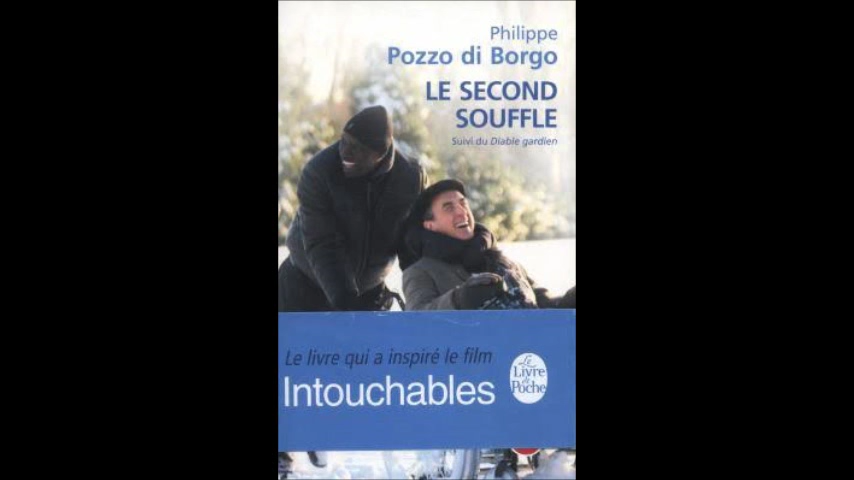 Philippe
Pozzo di Borgo
LE SECOND
SOUFFLE
Suivi du Diable gardien
Le livre qui a inspiré le film
Intouchables
Le
Livre
de
Poche